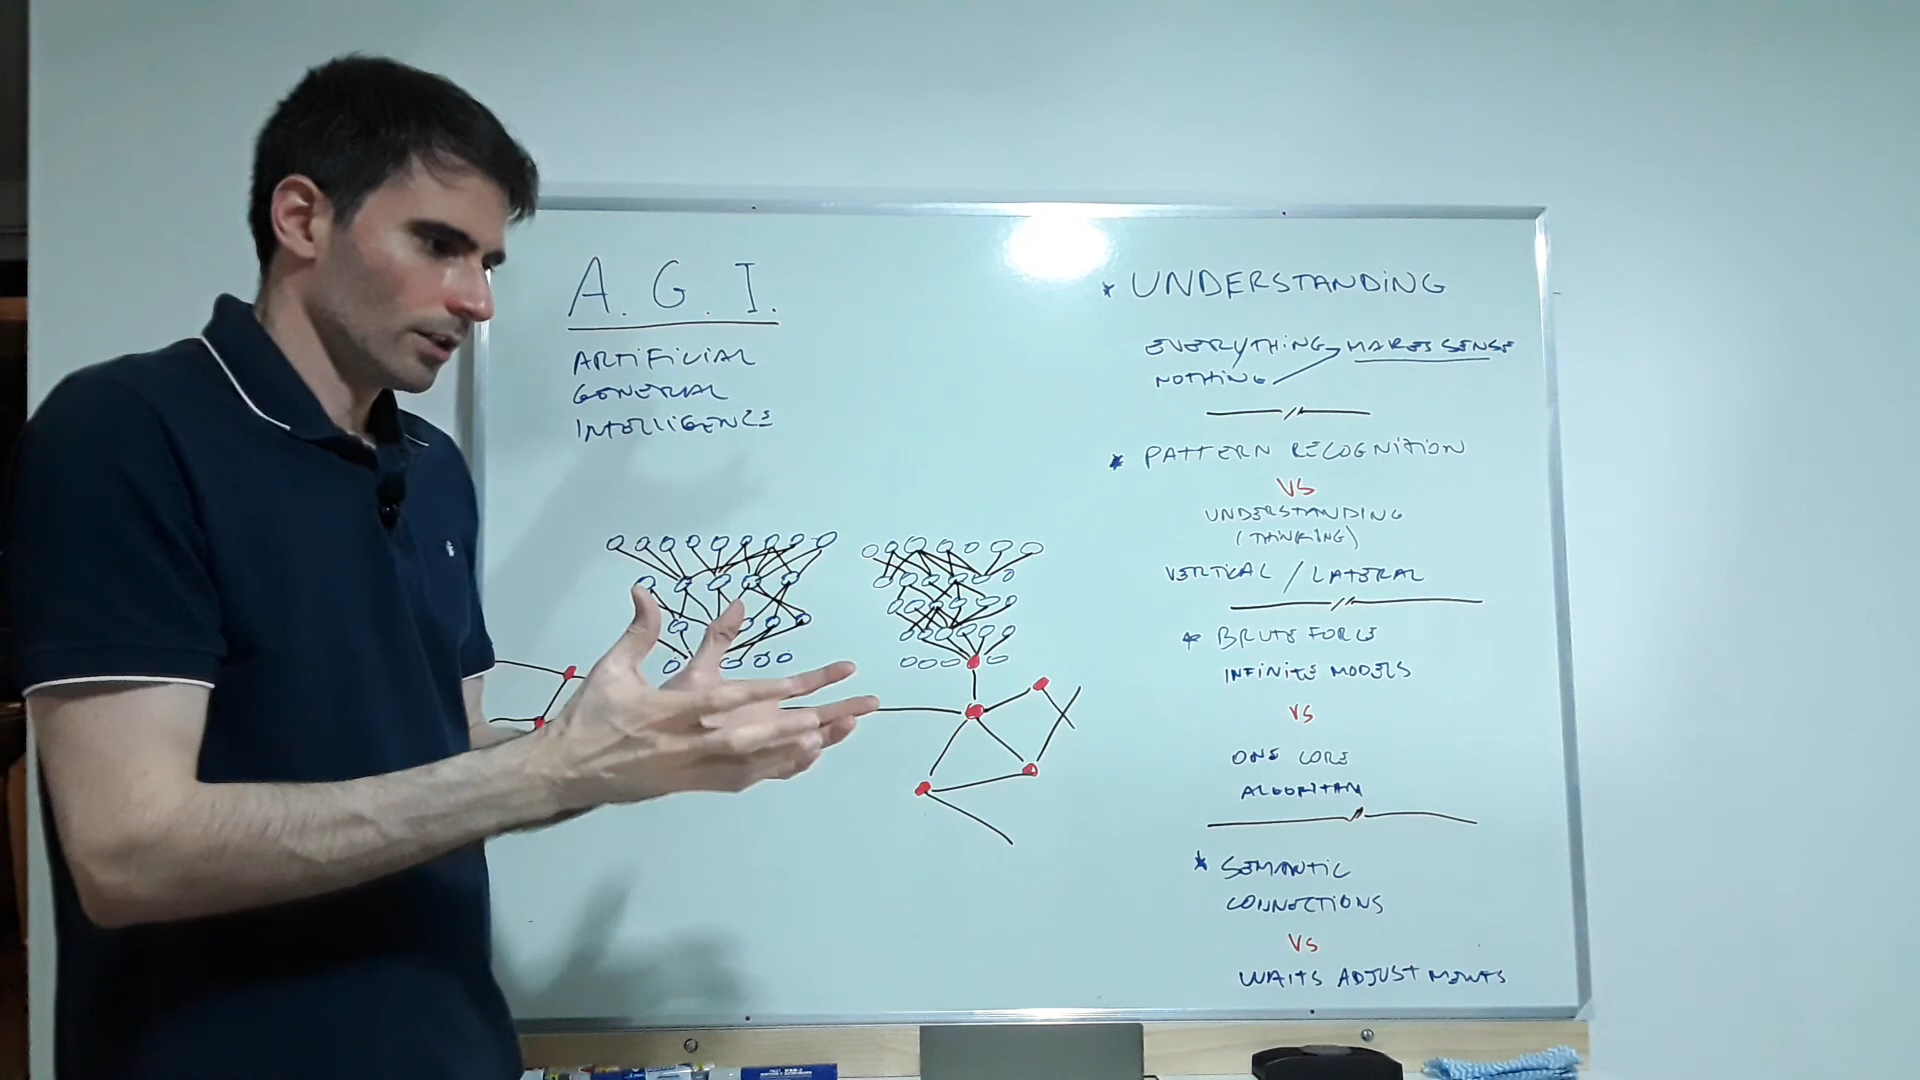 A. G. I.
ARTIFICIAL
GENERAL
INTELLIGENCE
* UNDERSTANDING
EVERYTHING MAKES SENSE
NOTHING
* PATTERN RECOGNITION
VS
UNDERSTANDING
(THINKING)
VERTICAL / LATERAL
* BRUTE FORCE
INFINITE MODELS
VS
ONE CORE
ALGORITHM
* SEMANTIC
CONNECTIONS
VS
WAITS ADJUSTMENTS